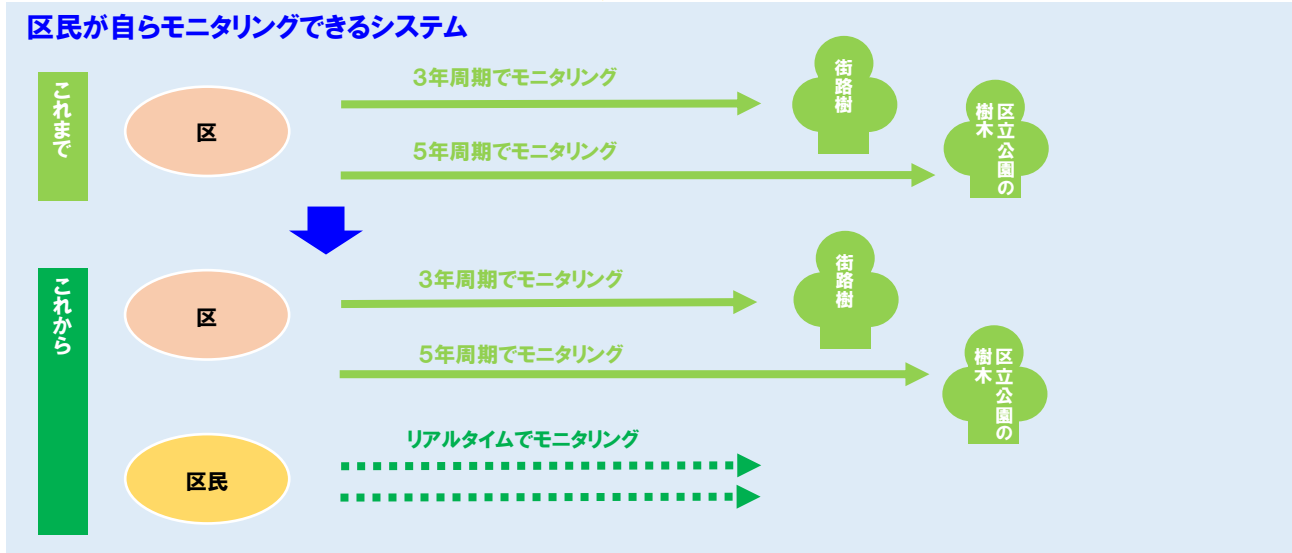 区民が自らモニタリングできるシステム
これまで
区
3年周期でモニタリング
街路樹
5年周期でモニタリング
区立公園の
樹木
これから
区
3年周期でモニタリング
街路樹
5年周期でモニタリング
区立公園の
樹木
区民
リアルタイムでモニタリング